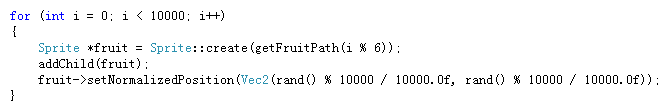 for (int i = 0; i < 10000; i++)
{
    Sprite *fruit = Sprite::create(getFruitPath(i % 6));
    addChild(fruit);
    fruit->setNormalizedPosition(Vec2(rand() % 10000 / 10000.0f, rand() % 10000 / 10000.0f));
}